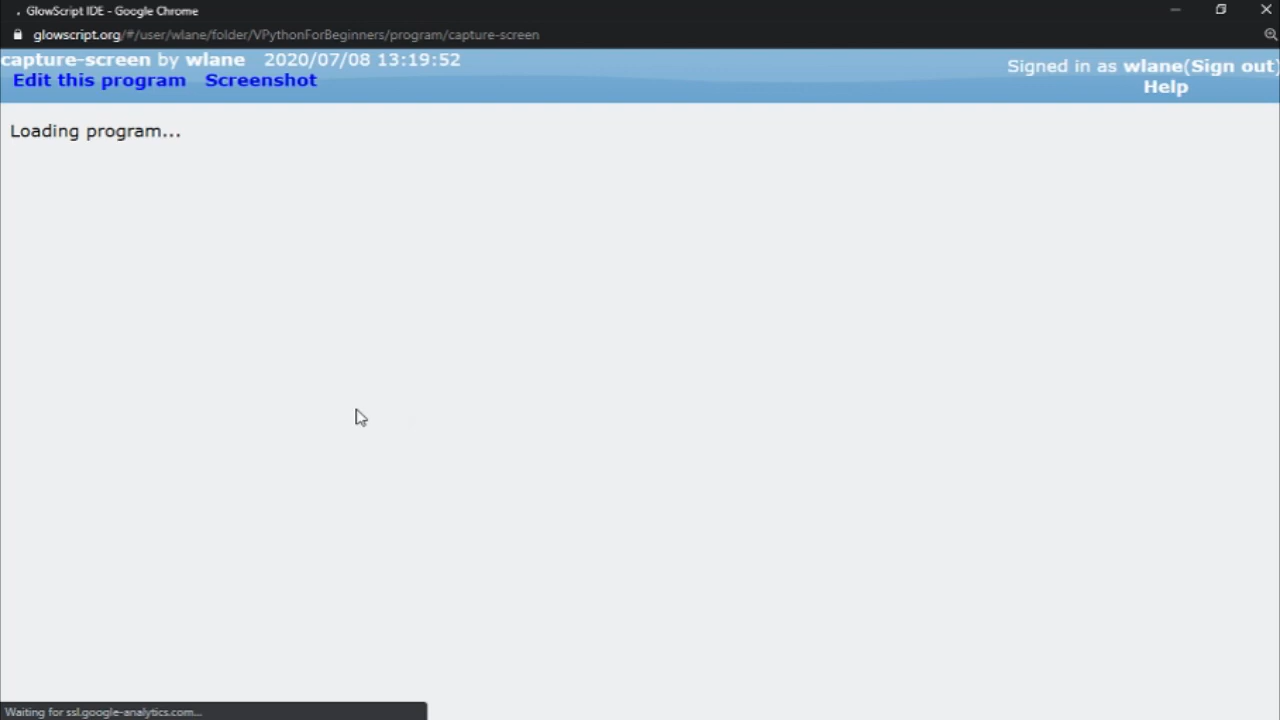 GlowScript IDE - Google Chrome
glowscript.org/#/user/wlane/folder/VPythonForBeginners/program/capture-screen
capture-screen by wlane 2020/07/08 13:19:52
Signed in as wlane(Sign out)
Edit this program Screenshot
Help
Loading program...
Waiting for ssl.google-analytics.com...